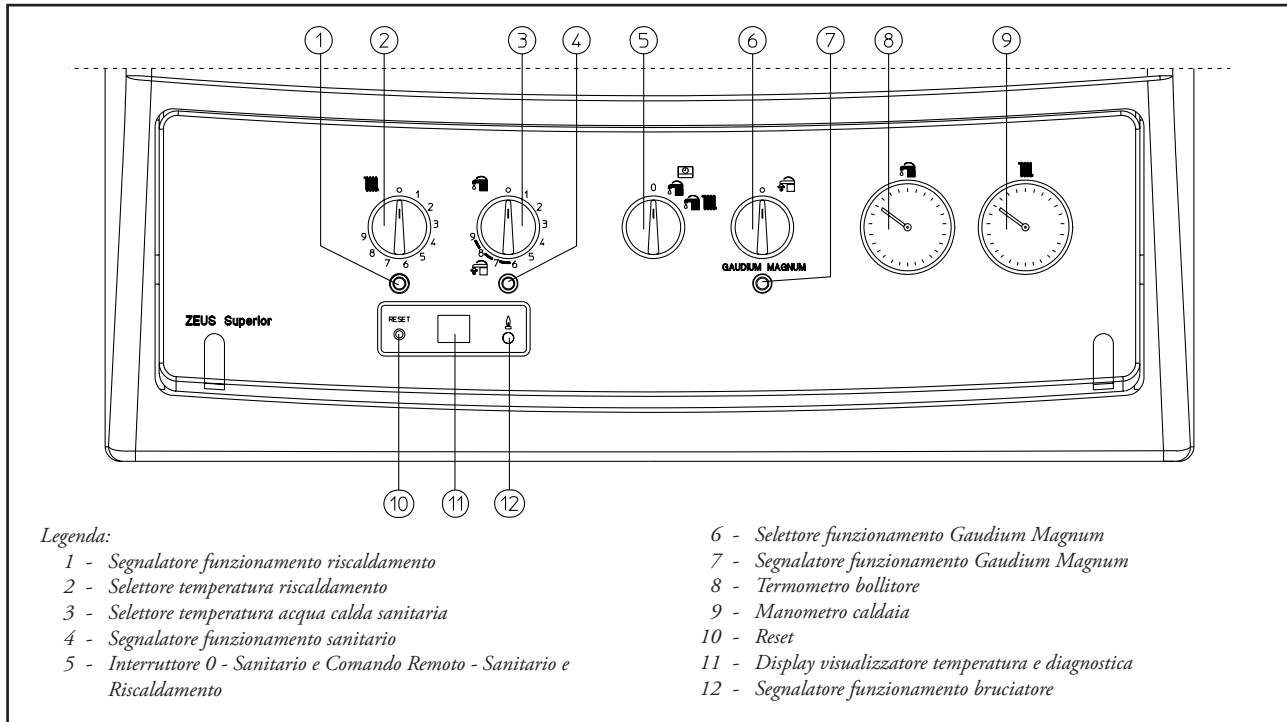 1 2 3 4 5 6 7 8 9
1 2 3 4 5 6 7 8 9
1 2 3 4 5 6 7 8 9
0
GAUDIUM MAGNUM
ZEUS Superior
RESET
10 11 12
Legenda:
1 - Segnalatore funzionamento riscaldamento
2 - Selettore temperatura riscaldamento
3 - Selettore temperatura acqua calda sanitaria
4 - Segnalatore funzionamento sanitario
5 - Interruttore 0 - Sanitario e Comando Remoto - Sanitario e
Riscaldamento
6 - Selettore funzionamento Gaudium Magnum
7 - Segnalatore funzionamento Gaudium Magnum
8 - Termometro bollitore
9 - Manometro caldaia
10 - Reset
11 - Display visualizzatore temperatura e diagnostica
12 - Segnalatore funzionamento bruciatore